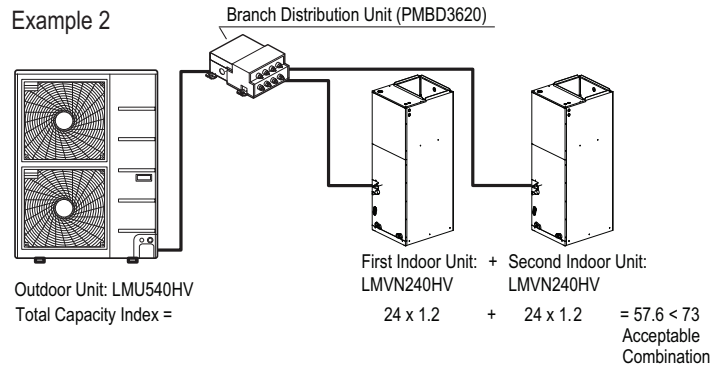 Example 2
Branch Distribution Unit (PMBD3620)
First Indoor Unit: + Second Indoor Unit:
LMVN240HV LMVN240HV
Outdoor Unit: LMU540HV
Total Capacity Index = 24 x 1.2 + 24 x 1.2 = 57.6 < 73
Acceptable
Combination